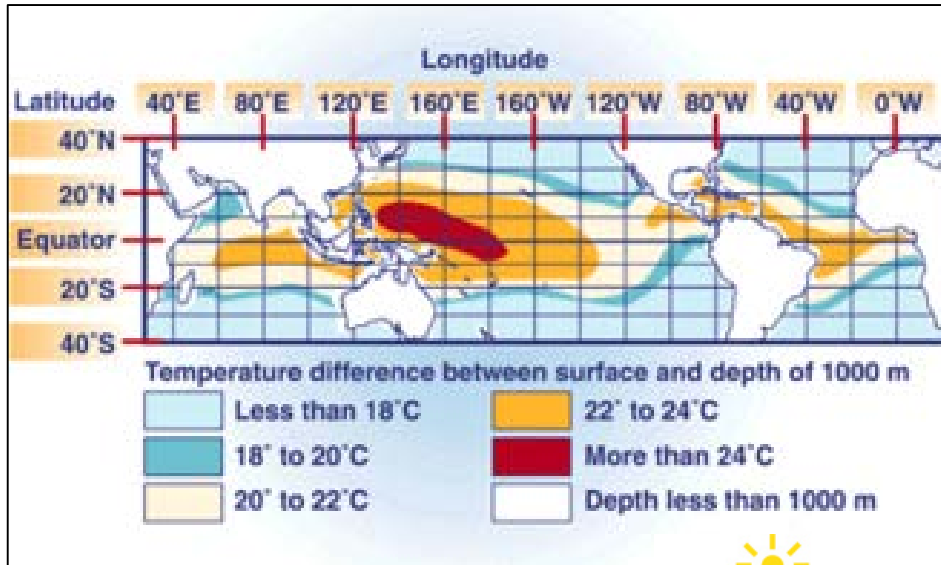 Longitude
Latitude 40°E 80°E 120°E 160°E 160°W 120°W 80°W 40°W 0°W
40°N
20°N
Equator
20°S
40°S
Temperature difference between surface and depth of 1000 m
Less than 18°C 22° to 24°C
18° to 20°C More than 24°C
20° to 22°C Depth less than 1000 m